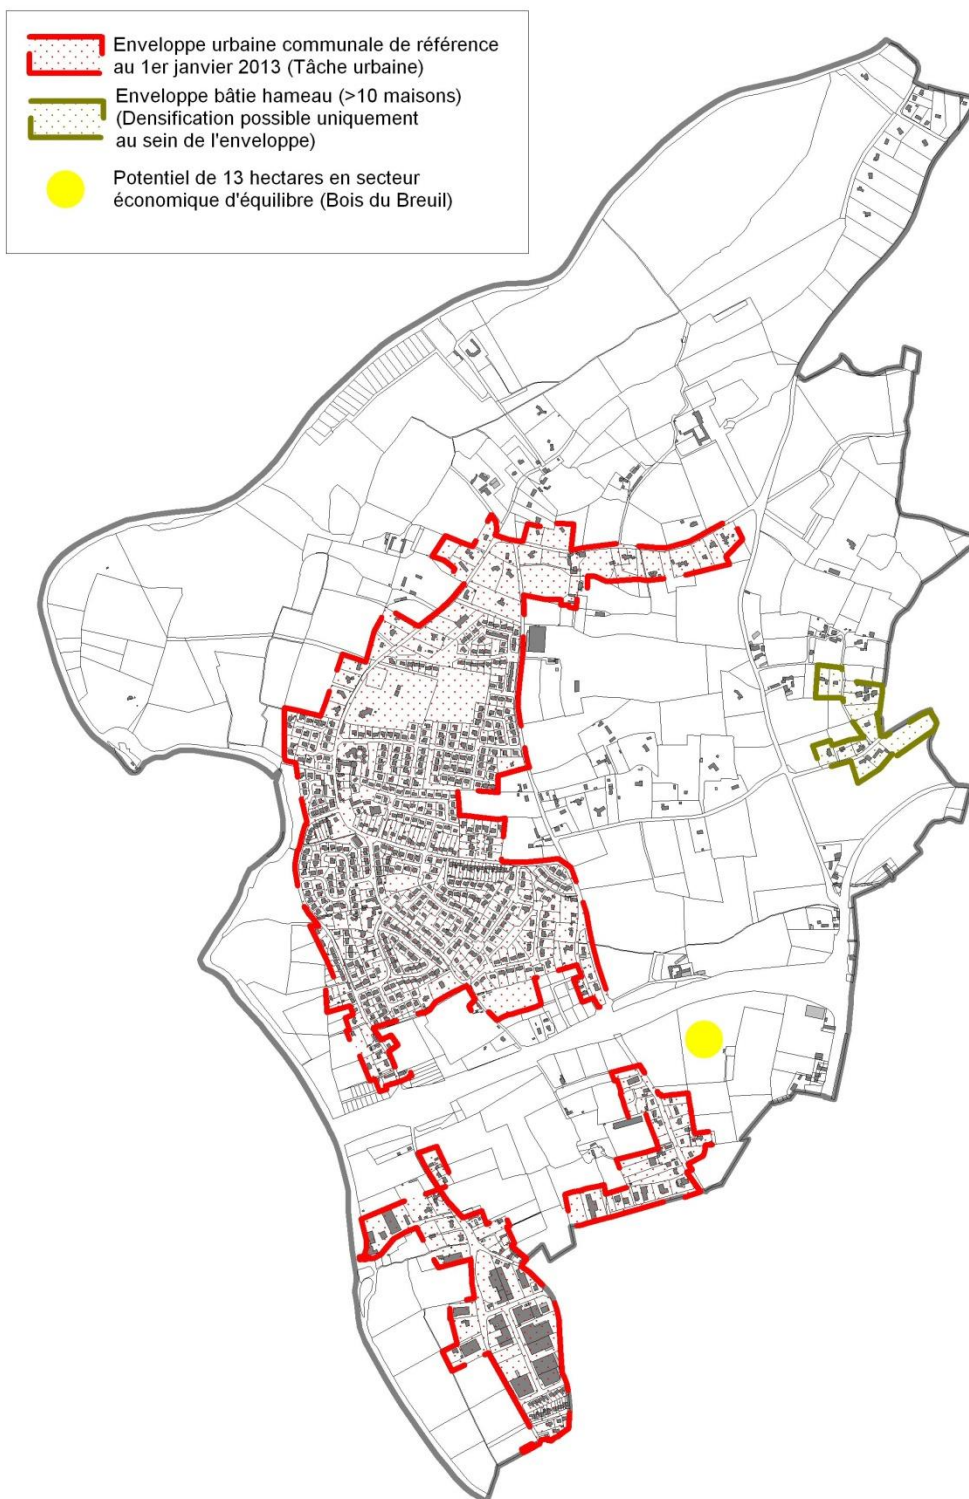 Enveloppe urbaine communale de référence
au 1er janvier 2013 (Tâche urbaine)
Enveloppe bâtie hameau (>10 maisons)
(Densification possible uniquement
au sein de l'enveloppe)
Potentiel de 13 hectares en secteur
économique d'équilibre (Bois du Breuil)